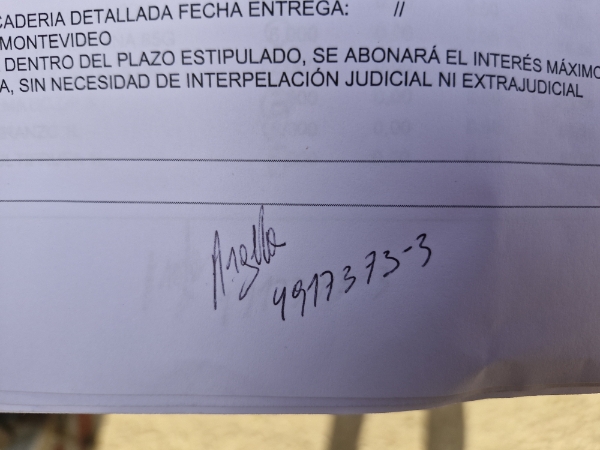 CADERIA DETALLADA FECHA ENTREGA: //
MONTEVIDEO
DENTRO DEL PLAZO ESTIPULADO, SE ABONARÁ EL INTERÉS MÁXIMO
A, SIN NECESIDAD DE INTERPELACIÓN JUDICIAL NI EXTRAJUDICIAL
4917373-3